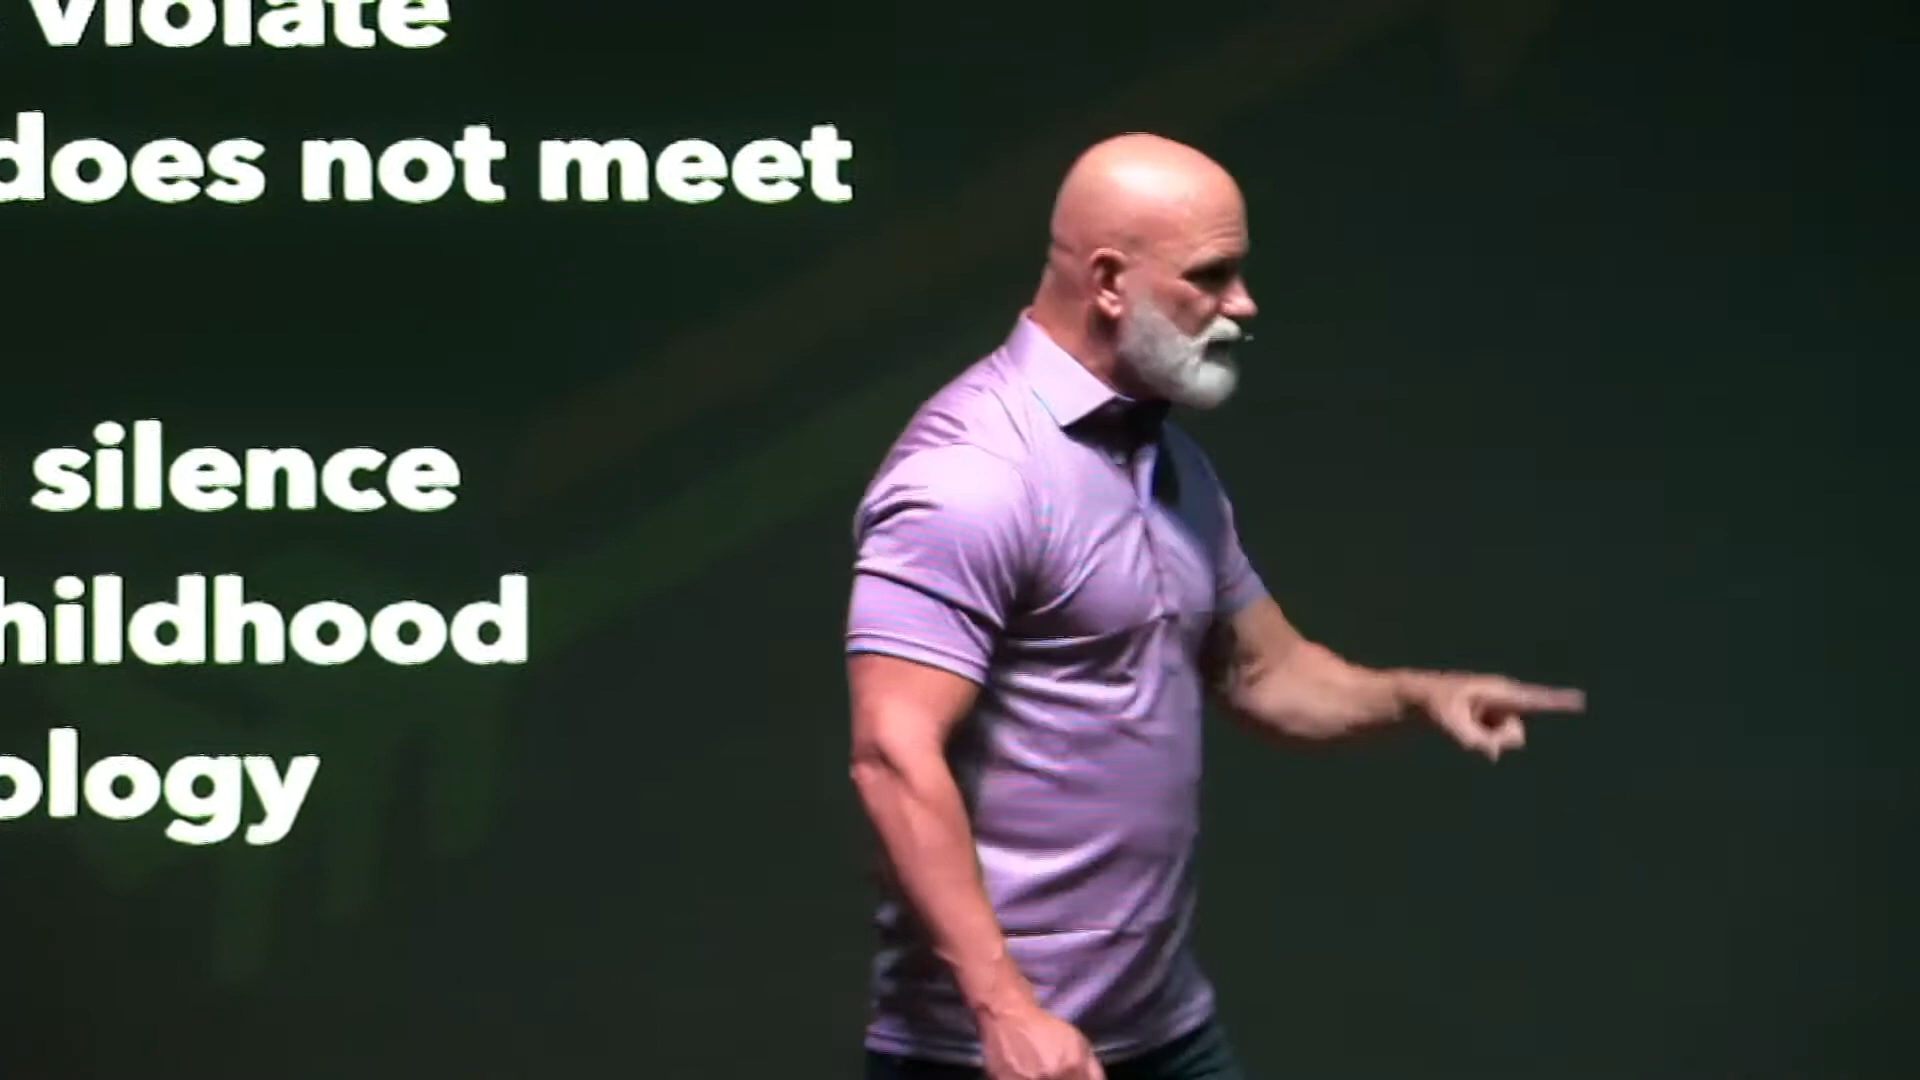 violate
does not meet
silence
hildhood
ology